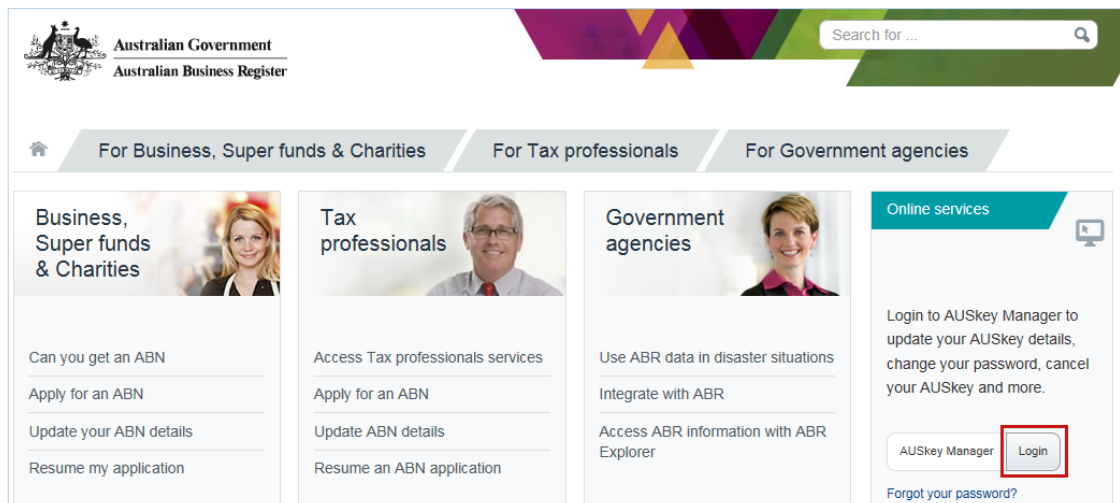 Australian Government
Australian Business Register
Search for ...
For Business, Super funds & Charities
For Tax professionals
For Government agencies
Business,
Super funds
& Charities
Can you get an ABN
Apply for an ABN
Update your ABN details
Resume my application
Tax
professionals
Access Tax professionals services
Apply for an ABN
Update ABN details
Resume an ABN application
Government
agencies
Use ABR data in disaster situations
Integrate with ABR
Access ABR information with ABR
Explorer
Online services
Login to AUSkey Manager to
update your AUSkey details,
change your password, cancel
your AUSkey and more.
AUSkey Manager Login
Forgot your password?